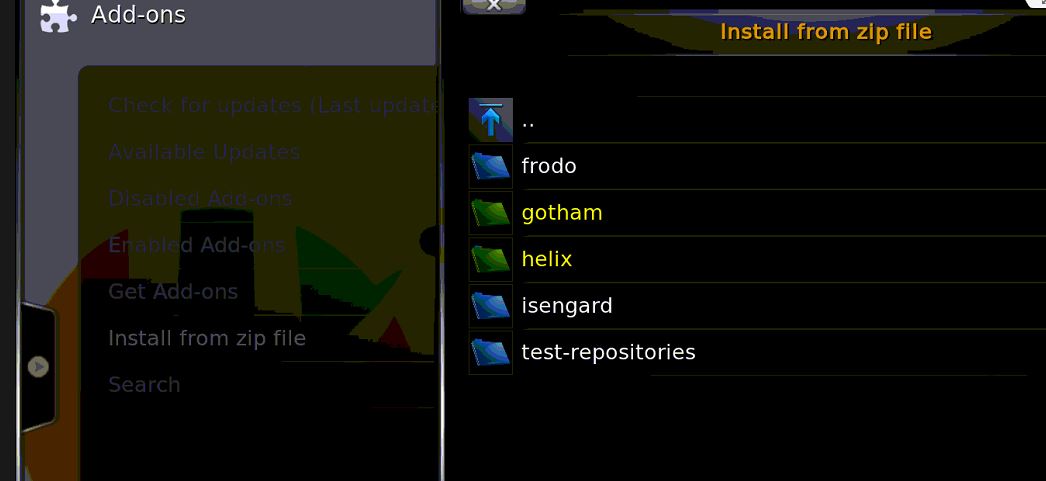 Add-ons
Check for updates (Last update
Available Updates
Disabled Add-ons
Enabled Add-ons
Get Add-ons
Install from zip file
Search
Install from zip file
..
frodo
gotham
helix
isengard
test-repositories